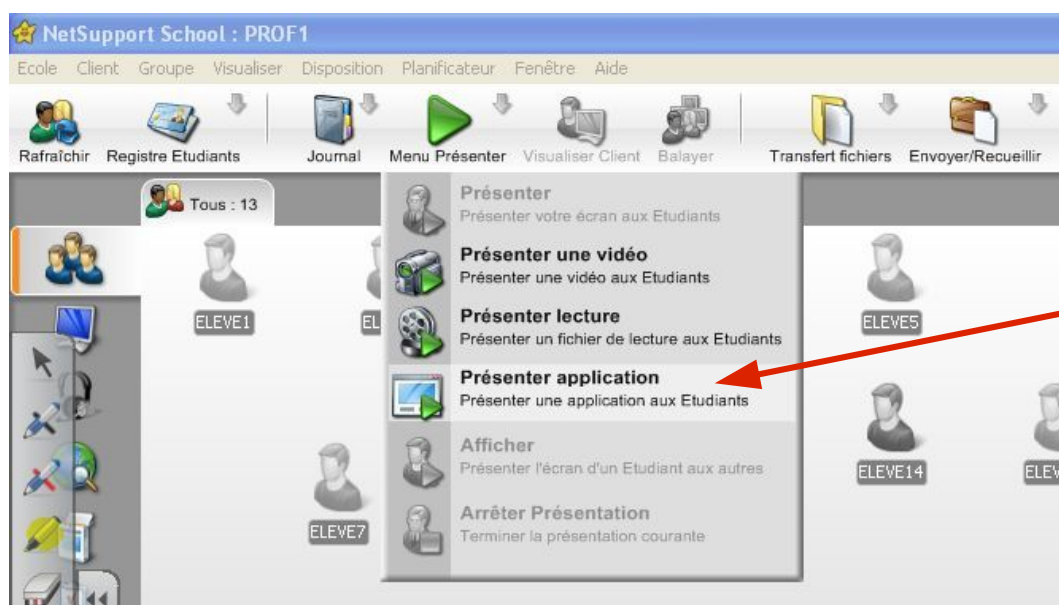 NetSupport School : PROF1
Ecole Client Groupe Visualiser Disposition Planificateur Fenêtre Aide
Rafraîchir Registre Etudiants Journal Menu Présenter Visualiser Client Balayer Transfert fichiers Envoyer/Recueillir
Tous : 13
Présenter
Présenter votre écran aux Etudiants
Présenter une vidéo
Présenter une vidéo aux Etudiants
Présenter lecture
Présenter un fichier de lecture aux Etudiants
Présenter application
Présenter une application aux Etudiants
Afficher
Présenter l'écran d'un Etudiant aux autres
Arrêter Présentation
Terminer la présentation courante
ELEVE1
ELEVE5
ELEVE14
ELEVE7